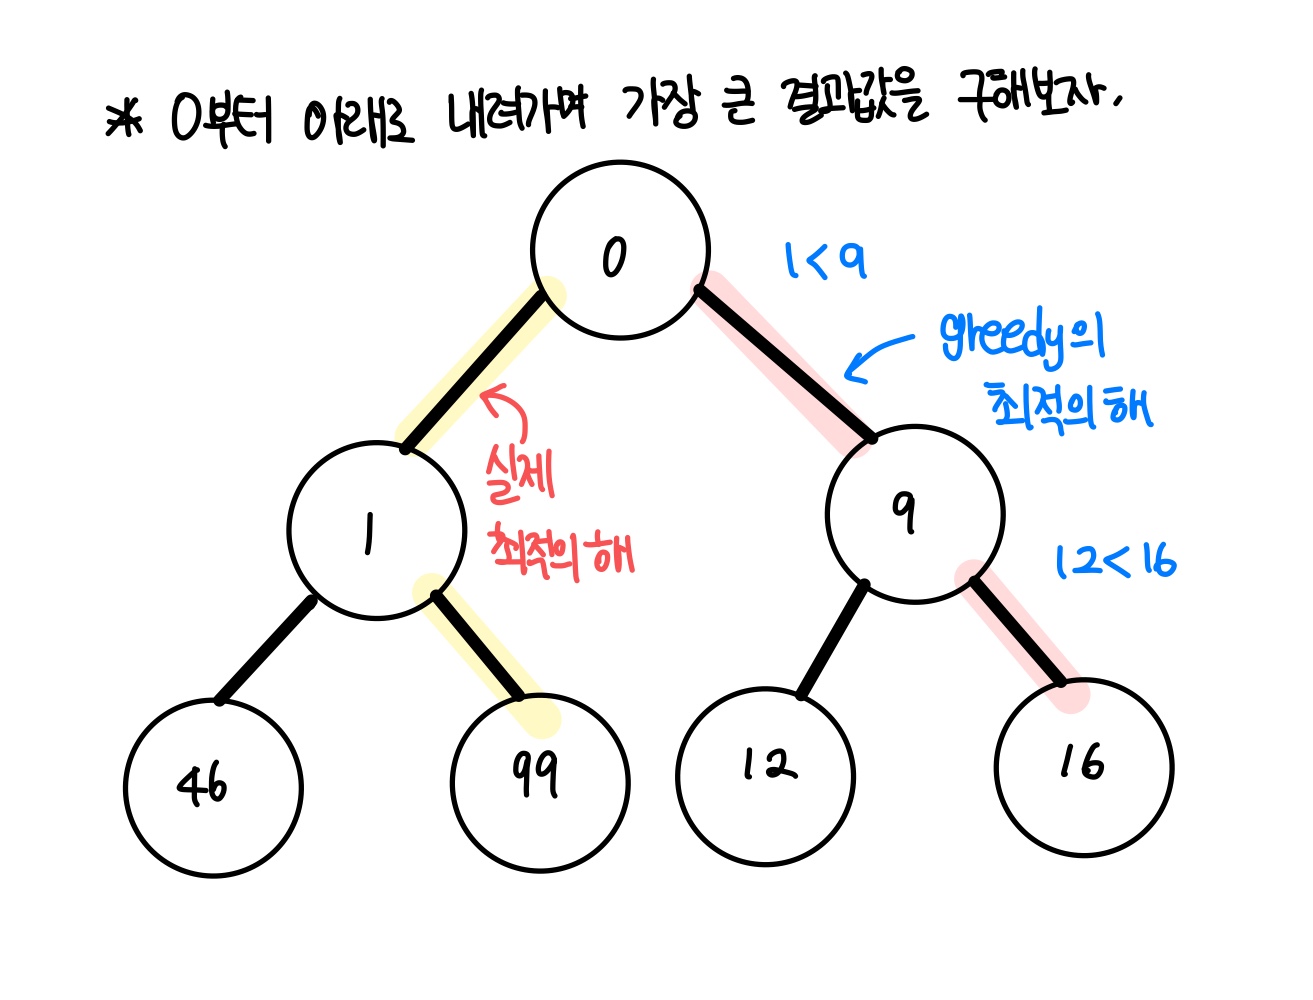 * 0부터 아래로 내려가며 가장 큰 결과값을 구해보자.
0
1<9
greedy의
최적의 해
실제
최적의 해
1
9
12<16
46
99
12
16